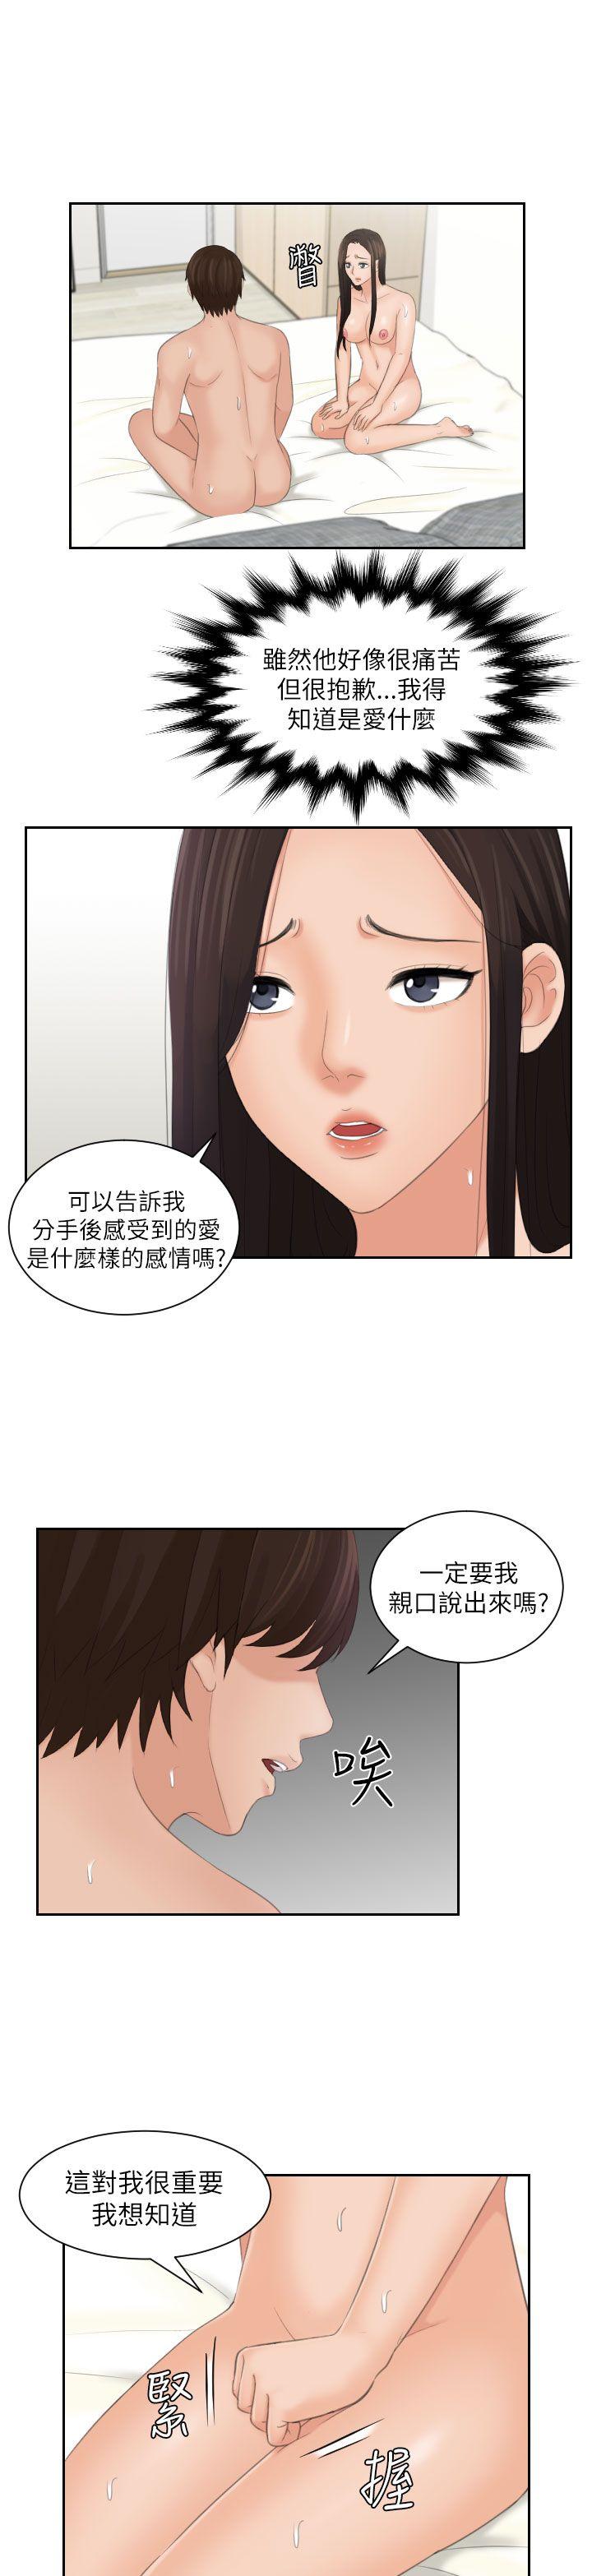 瞥
雖然他好像很痛苦
但很抱歉...我得
知道是愛什麼
可以告訴我
分手後感受到的愛
是什麼樣的感情嗎?
一定要我
親口說出來嗎?
唉
這對我很重要
我想知道
緊
握